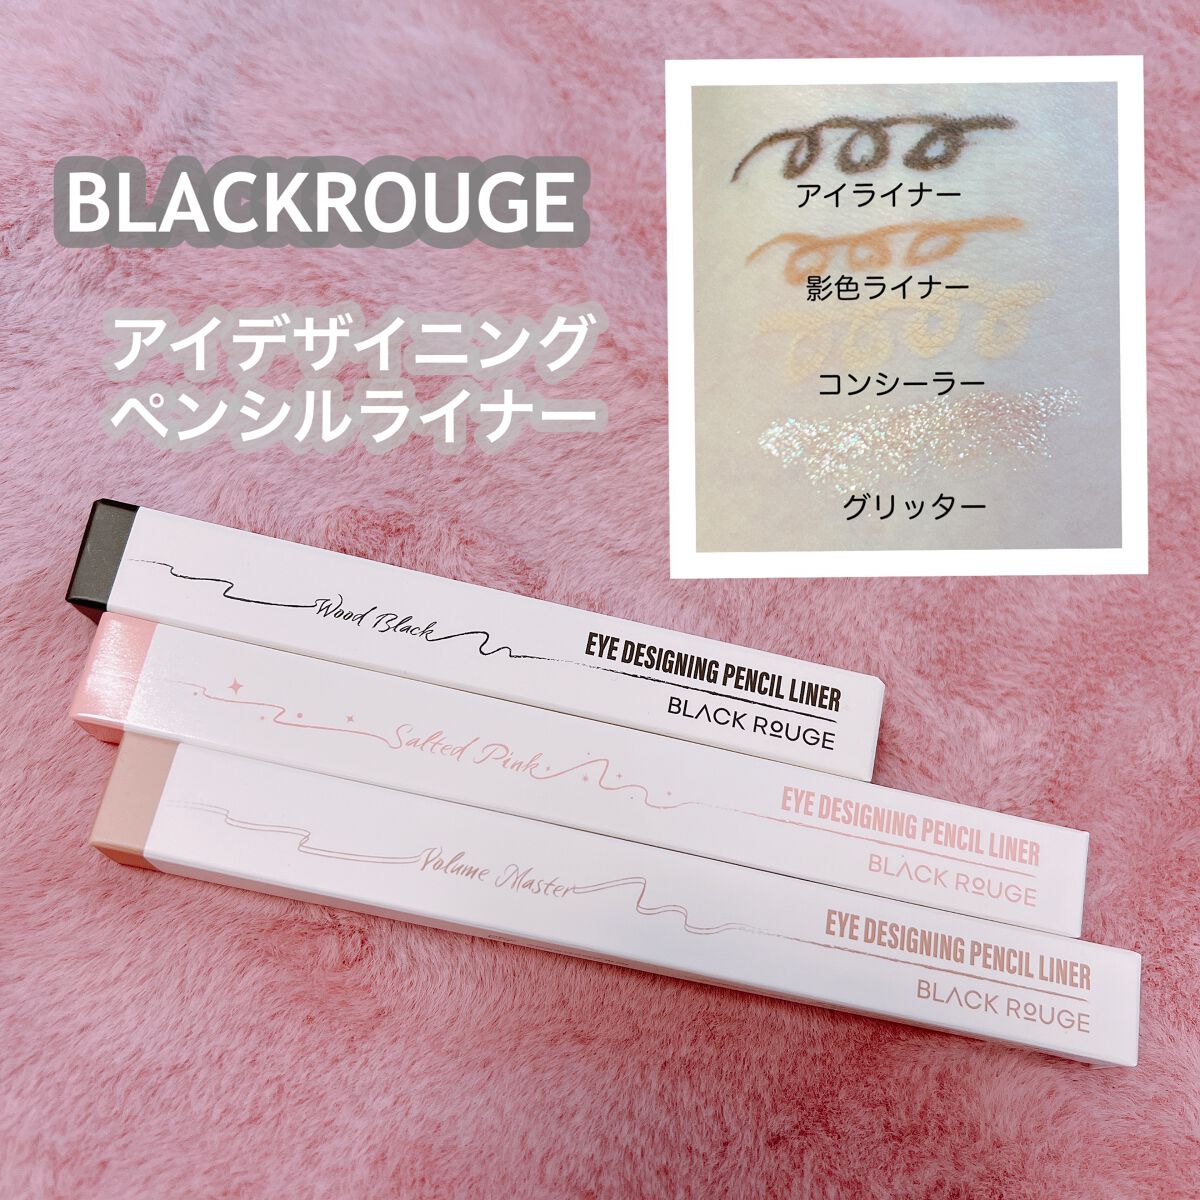 BLACKROUGE
アイデザイニング
ペンシルライナー
アイライナー
影色ライナー
コンシーラー
グリッター
Wood Black
EYE DESIGNING PENCIL LINER
BLACK ROUGE
Salted Pink
EYE DESIGNING PENCIL LINER
BLACK ROUGE
Volume Master
EYE DESIGNING PENCIL LINER
BLACK ROUGE